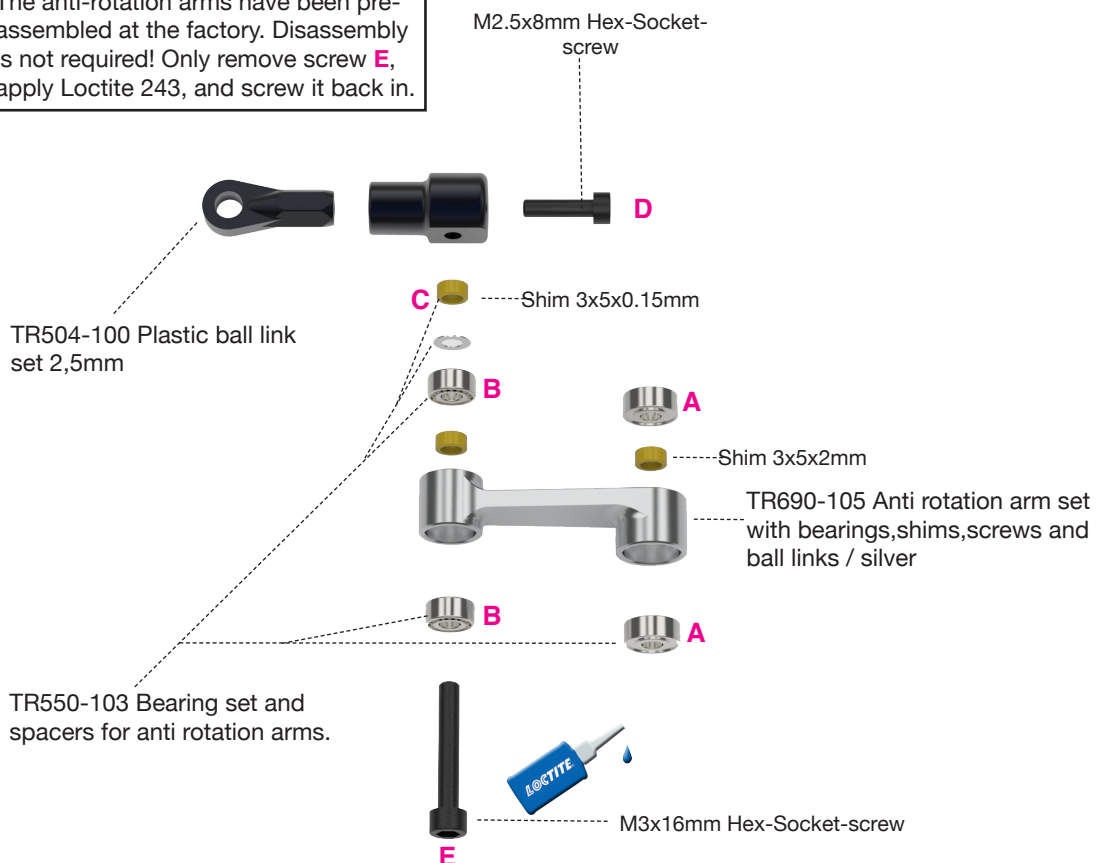 The anti-rotation arms have been pre-
assembled at the factory. Disassembly
is not required! Only remove screw E,
apply Loctite 243, and screw it back in.
M2.5x8mm Hex-Socket-
screw
D
C
Shim 3x5x0.15mm
TR504-100 Plastic ball link
set 2,5mm
B
A
Shim 3x5x2mm
TR690-105 Anti rotation arm set
with bearings,shims,screws and
ball links / silver
B
A
TR550-103 Bearing set and
spacers for anti rotation arms.
LOCTITE
M3x16mm Hex-Socket-screw
E